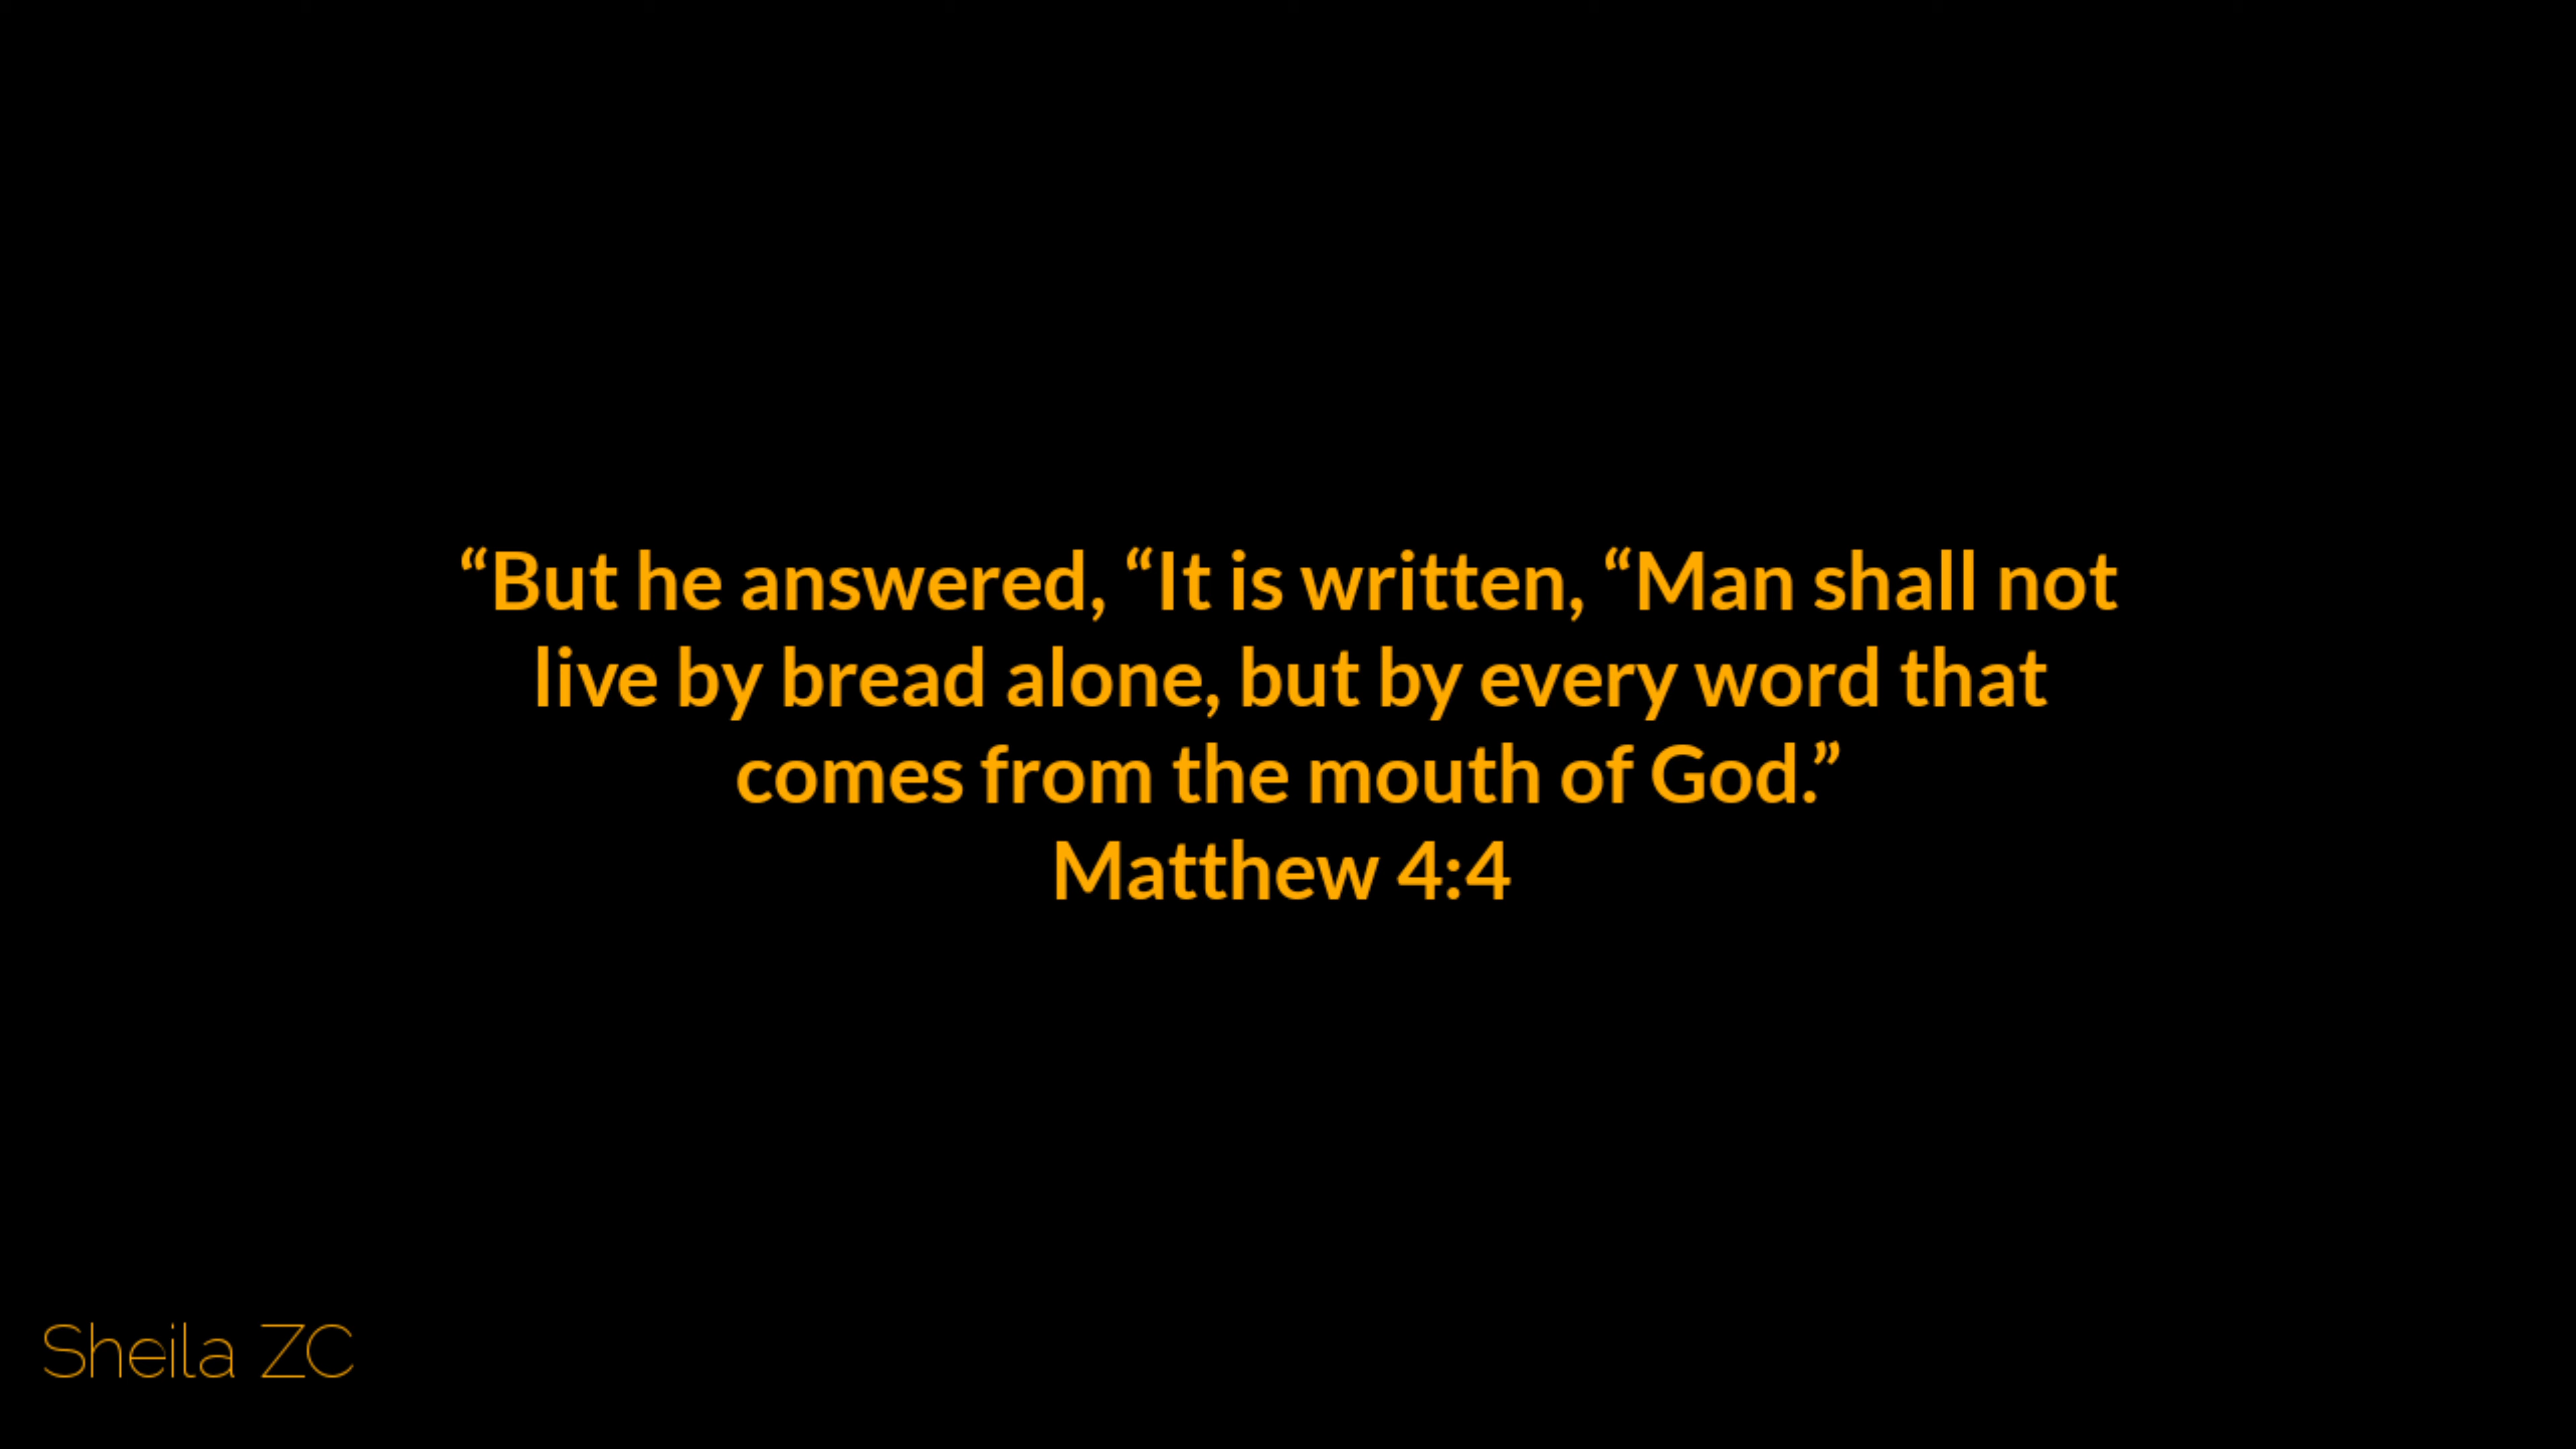 “But he answered, “It is written, “Man shall not
live by bread alone, but by every word that
comes from the mouth of God.”
Matthew 4:4
Sheila ZC